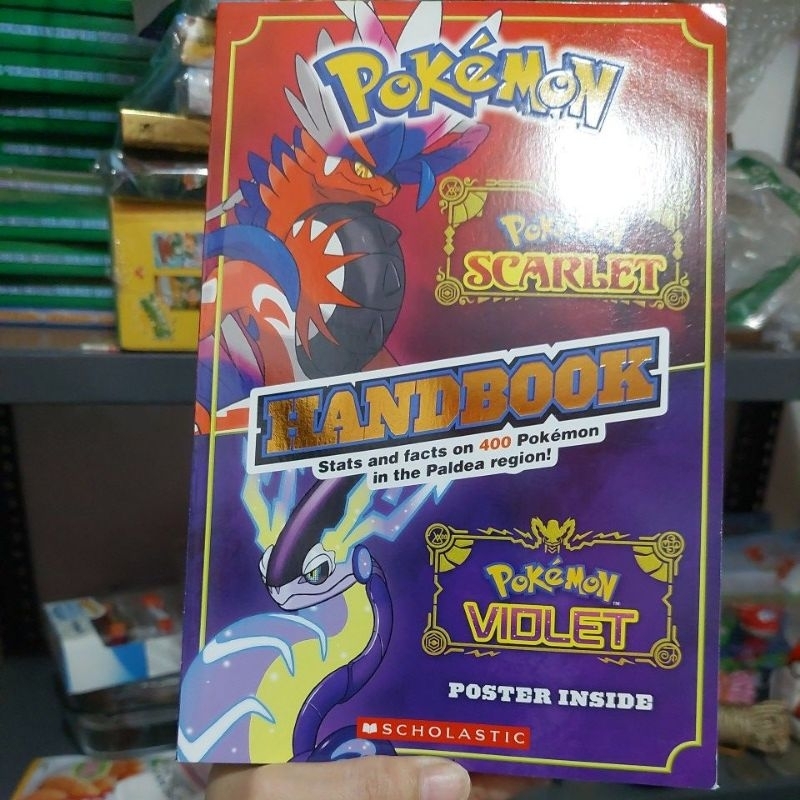 POKéMON
SCARLET
HANDBOOK
Stats and facts on 400 Pokémon
in the Paldea region!
POKéMON
VIOLET
POSTER INSIDE
SCHOLASTIC